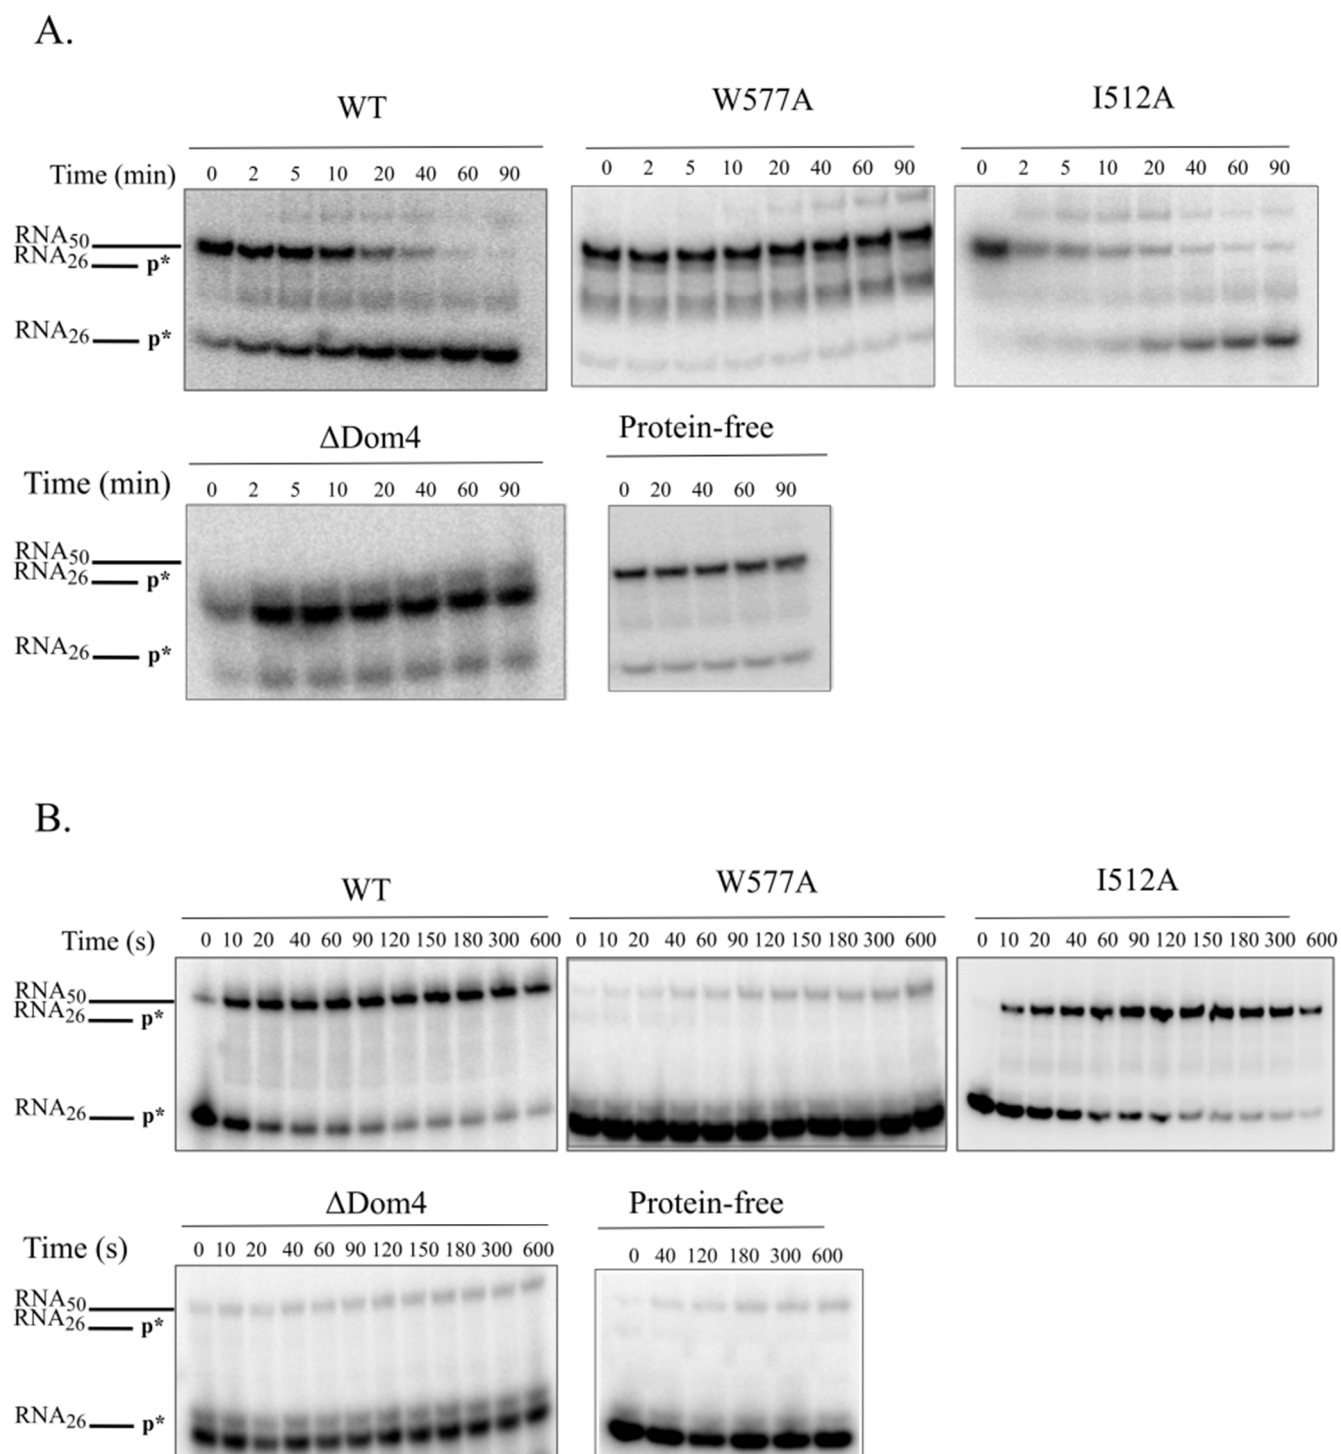 A.
WT
W577A
I512A
Time (min) 0 2 5 10 20 40 60 90
0 2 5 10 20 40 60 90
0 2 5 10 20 40 60 90
RNA50
RNA26 p*
RNA26 p*
ΔDom4
Protein-free
Time (min) 0 2 5 10 20 40 60 90
0 20 40 60 90
RNA50
RNA26 p*
RNA26 p*
B.
WT
W577A
I512A
Time (s) 0 10 20 40 60 90 120 150 180 300 600
0 10 20 40 60 90 120 150 180 300 600
0 10 20 40 60 90 120 150 180 300 600
RNA50
RNA26 p*
RNA26 p*
ΔDom4
Protein-free
Time (s) 0 10 20 40 60 90 120 150 180 300 600
0 40 120 180 300 600
RNA50
RNA26 p*
RNA26 p*